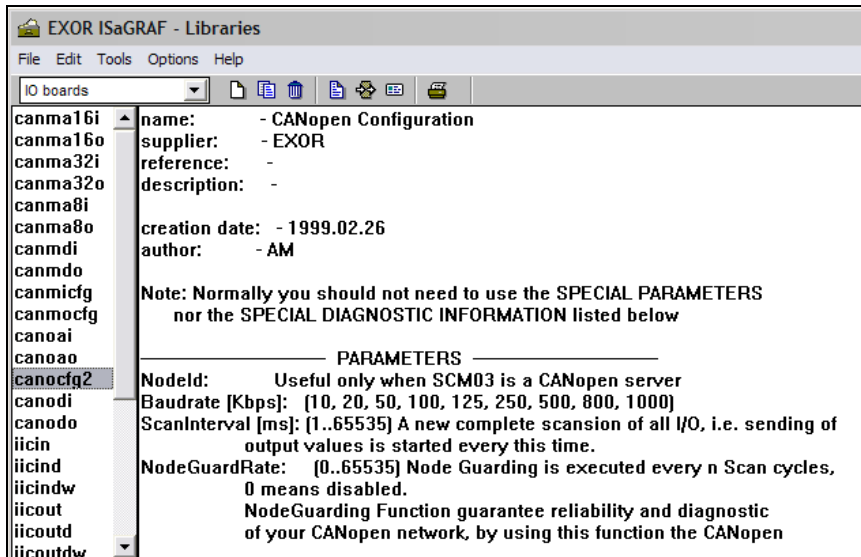 EXOR ISaGRAF - Libraries
File Edit Tools Options Help
IO boards
canma16i
canma16o
canma32i
canma32o
canma8i
canma8o
canmdi
canmdo
canmicfg
canmocfg
canoai
canoao
canocfg2
canodi
canodo
iicin
iicind
iicindw
iicout
iicoutd
iicoutdw
name: - CANopen Configuration
supplier: - EXOR
reference: -
description: -
creation date: - 1999.02.26
author: - AM
Note: Normally you should not need to use the SPECIAL PARAMETERS
nor the SPECIAL DIAGNOSTIC INFORMATION listed below
PARAMETERS
NodeId: Useful only when SCM03 is a CANopen server
Baudrate [Kbps]: (10, 20, 50, 100, 125, 250, 500, 800, 1000)
ScanInterval [ms]: (1..65535) A new complete scansion of all I/O, i.e. sending of
output values is started every this time.
NodeGuardRate: (0..65535) Node Guarding is executed every n Scan cycles,
0 means disabled.
NodeGuarding Function guarantee reliability and diagnostic
of your CANopen network, by using this function the CANopen